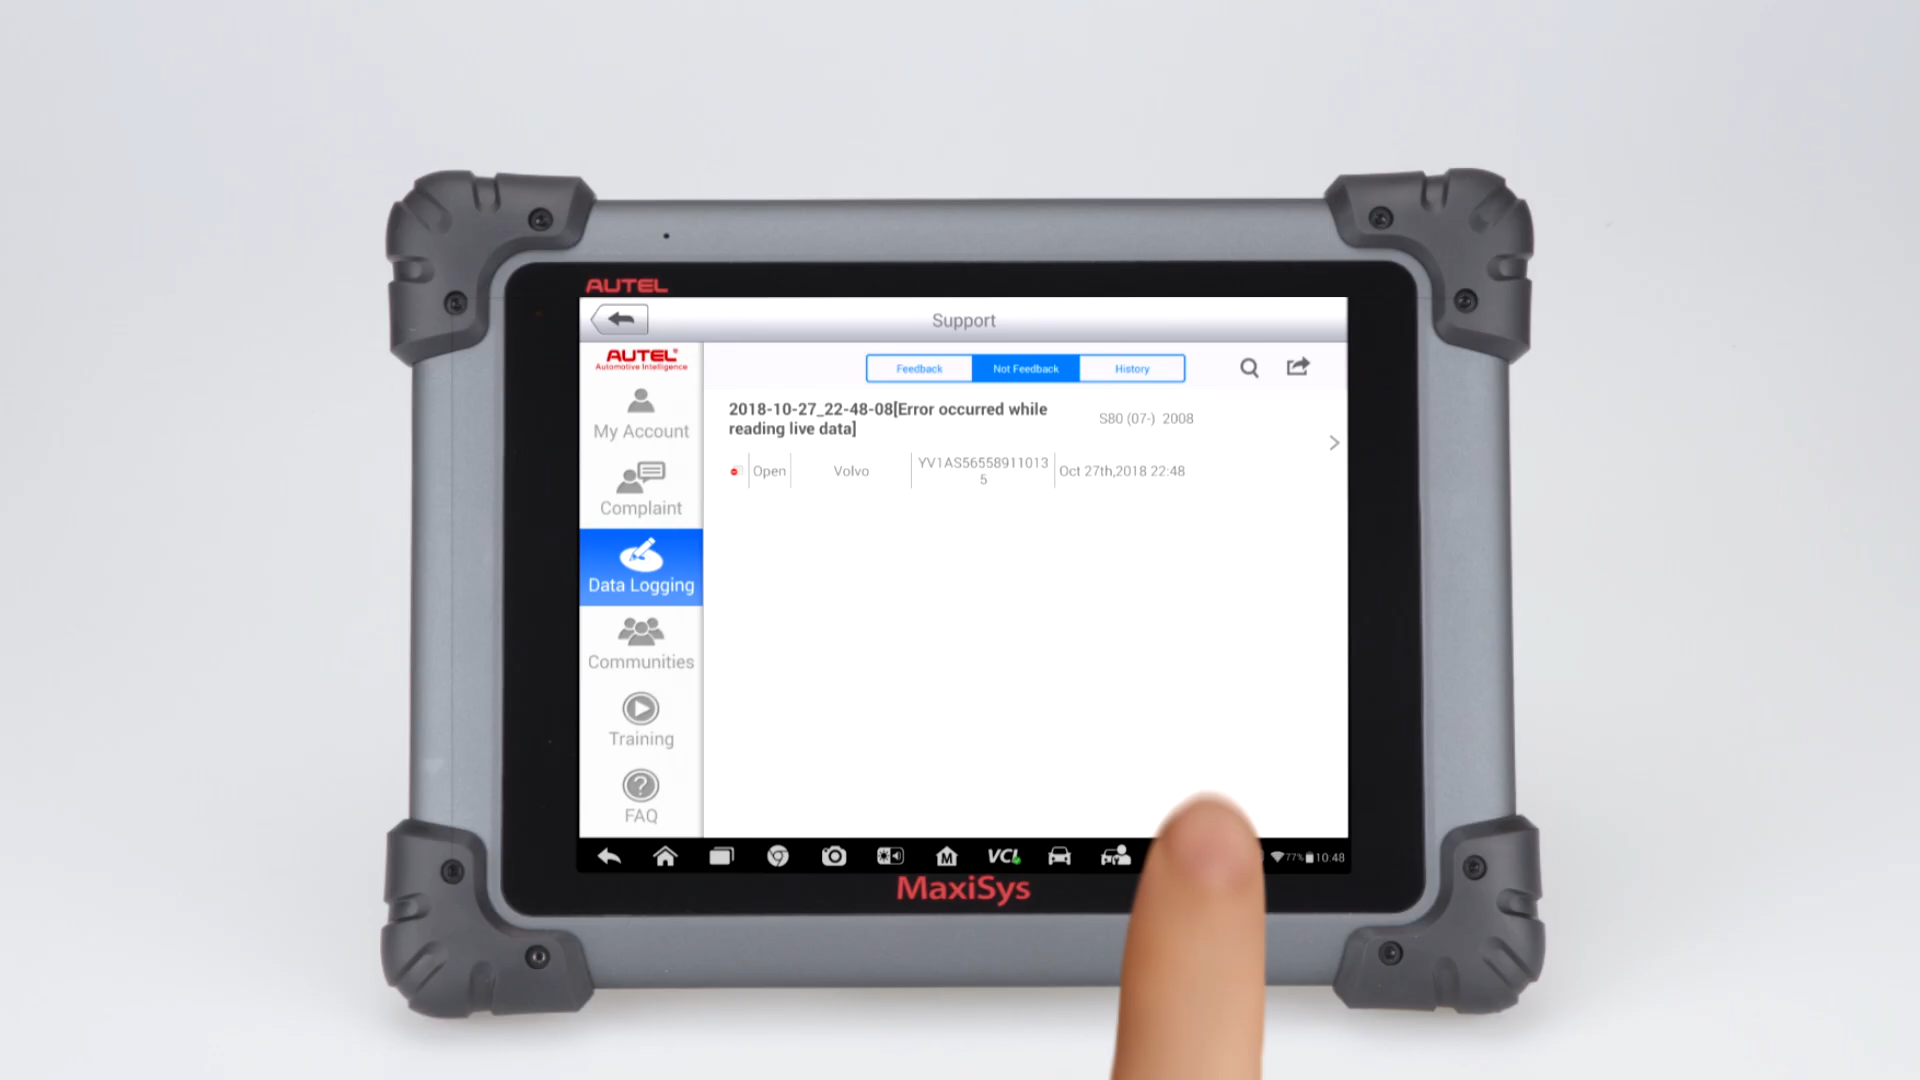 AUTEL
Support
AUTEL®
Automotive Intelligence
My Account
Complaint
Data Logging
Communities
Training
?
FAQ
Feedback
Not Feedback
History
2018-10-27_22-48-08[Error occurred while
reading live data]
S80 (07-) 2008
Open
Volvo
YV1AS56558911013
5
Oct 27th,2018 22:48
M
VCI
77%
10:48
MaxiSys